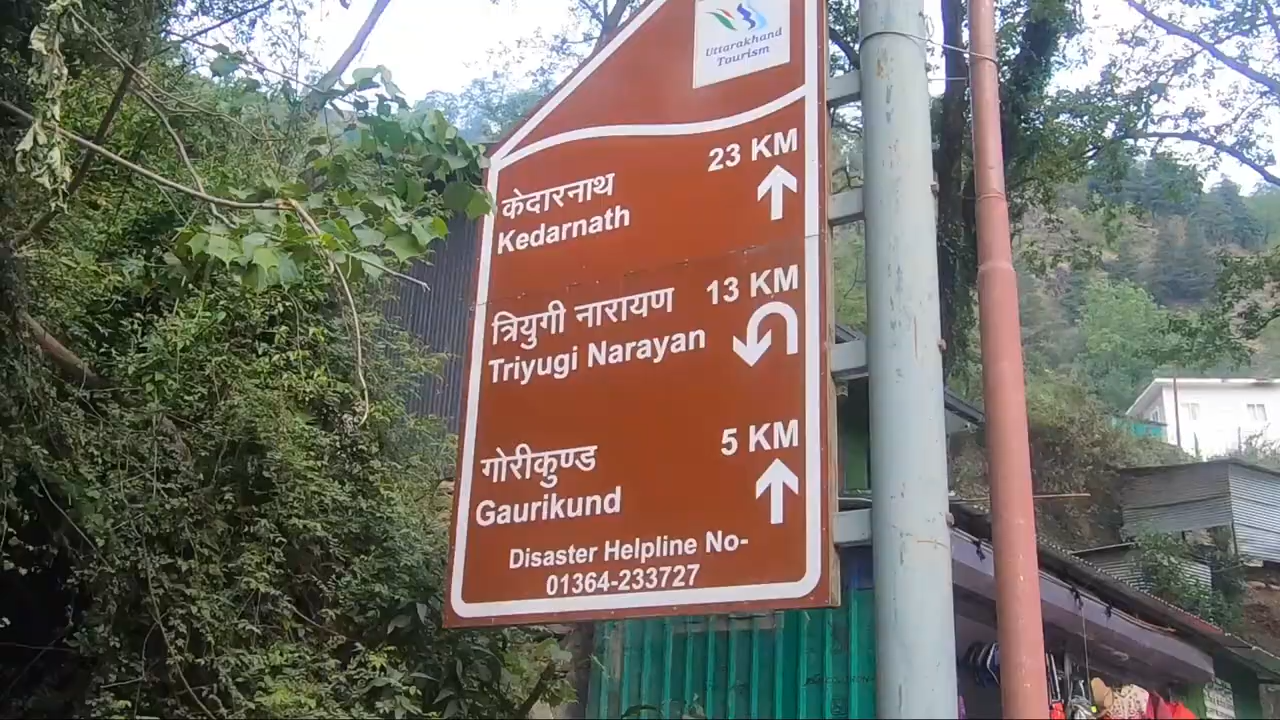 Uttarakhand
Tourism
23 KM
केदारनाथ
Kedarnath
त्रियुगी नारायण 13 KM
Triyugi Narayan
5 KM
गोरीकुण्ड
Gaurikund
Disaster Helpline No-
01364-233727